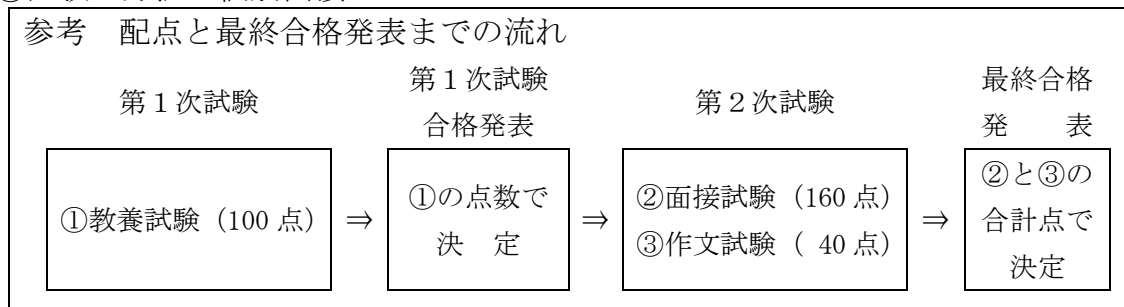 参考　配点と最終合格発表までの流れ
第１次試験
第１次試験
合格発表
第２次試験
最終合格
発　　表
①教養試験（100 点）
⇒
①の点数で
決　定
⇒
②面接試験（160 点）
③作文試験（ 40 点）
⇒
②と③の
合計点で
決定